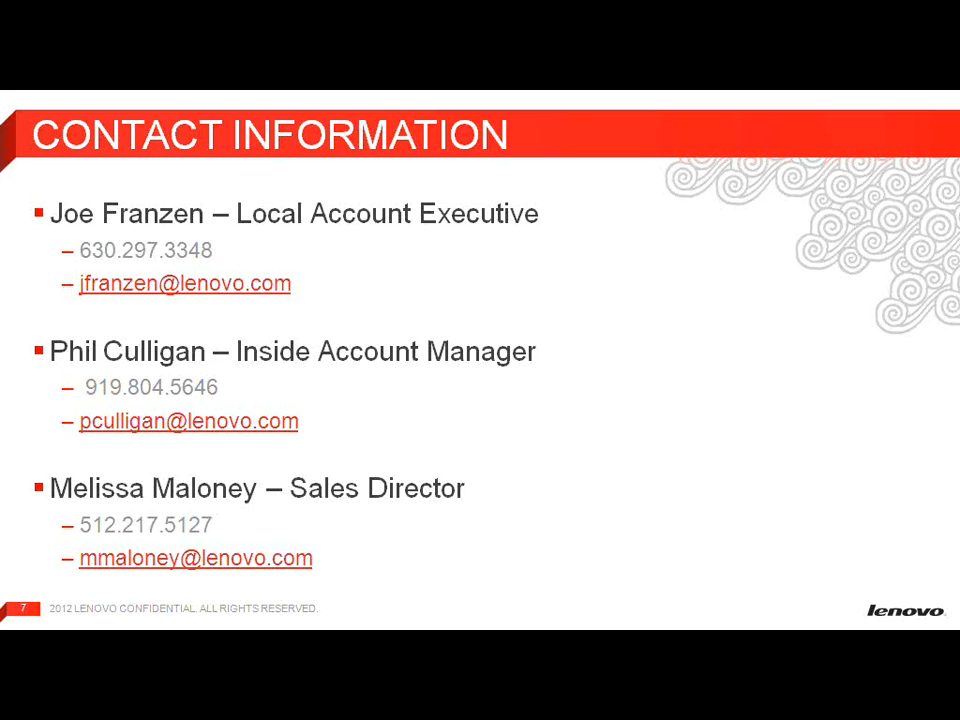 CONTACT INFORMATION
▪ Joe Franzen – Local Account Executive
– 630.297.3348
– jfranzen@lenovo.com
▪ Phil Culligan – Inside Account Manager
– 919.804.5646
– pculligan@lenovo.com
▪ Melissa Maloney – Sales Director
– 512.217.5127
– mmaloney@lenovo.com
7 2012 LENOVO CONFIDENTIAL. ALL RIGHTS RESERVED.
lenovo